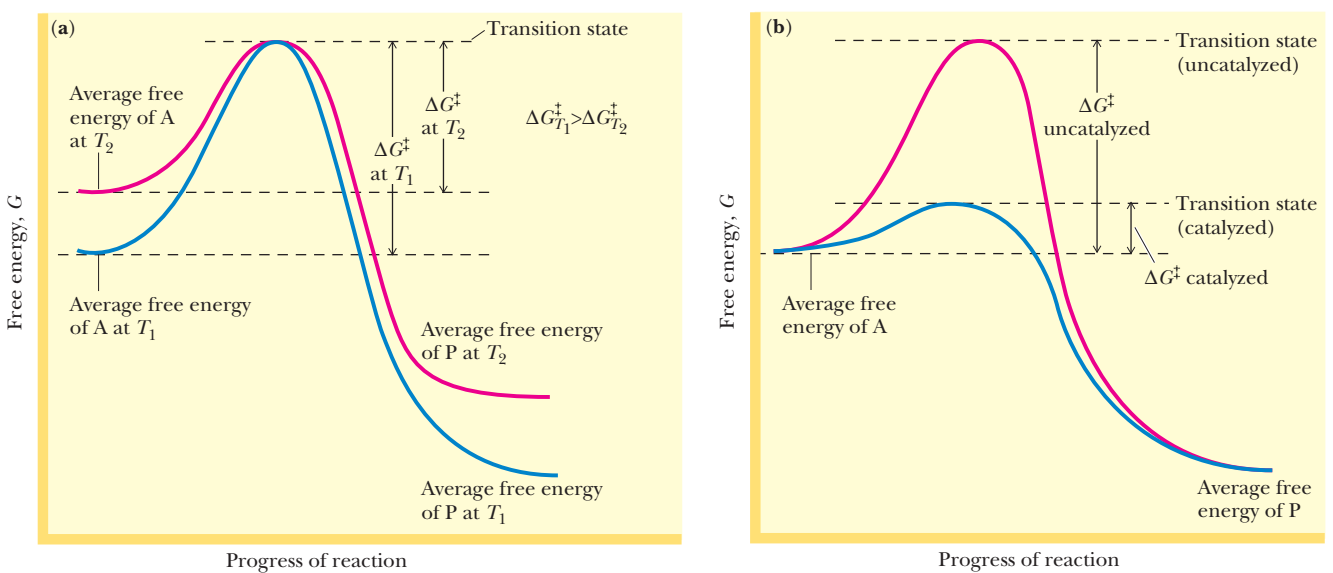 (a)
Transition state
Average free
energy of A
at T₂
ΔG‡
at T₂
ΔG‡
at T₁
ΔG‡T₁>ΔG‡T₂
Average free energy
of A at T₁
Average free energy
of P at T₂
Average free energy
of P at T₁
Free energy, G
Progress of reaction
(b)
Transition state
(uncatalyzed)
ΔG‡
uncatalyzed
Transition state
(catalyzed)
ΔG‡ catalyzed
Average free
energy of A
Average free
energy of P
Free energy, G
Progress of reaction